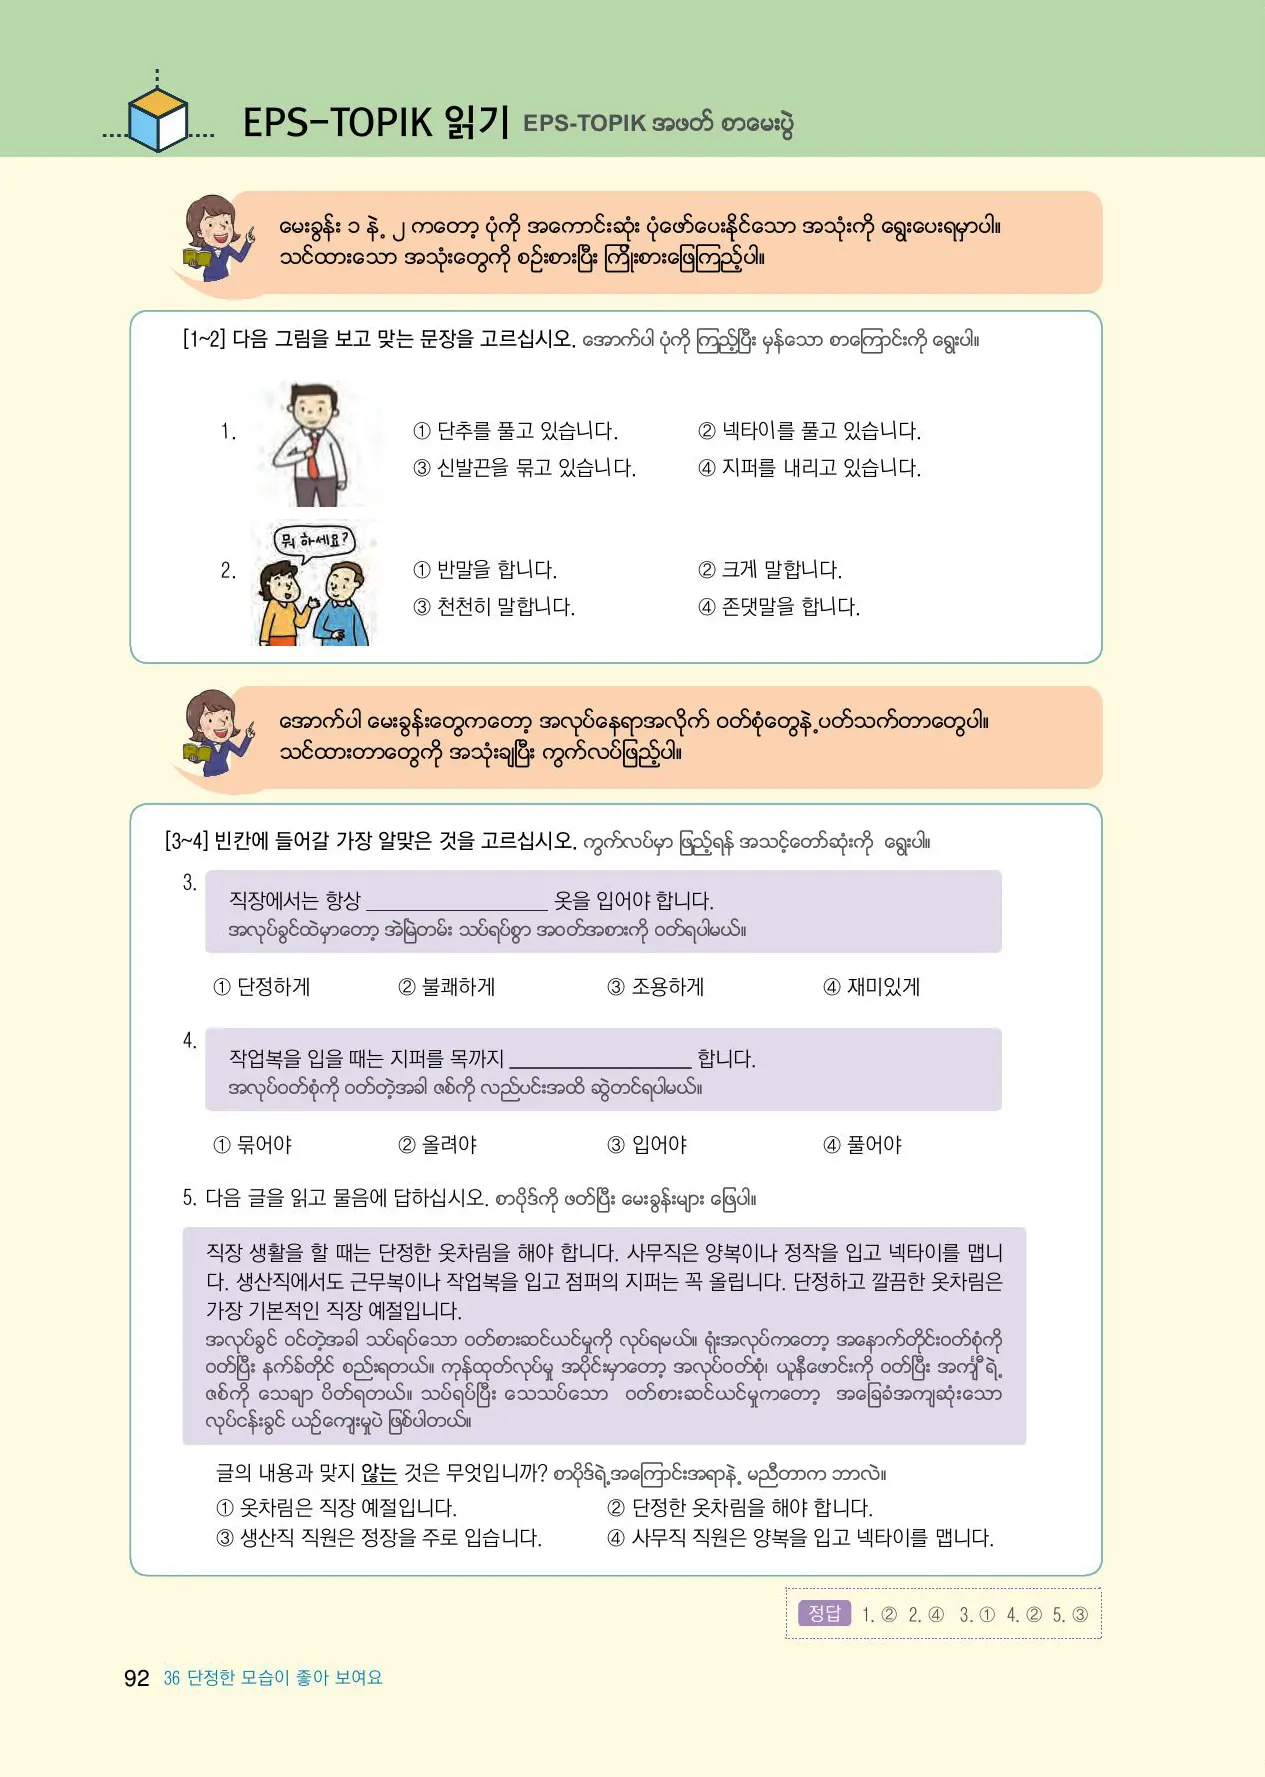 EPS-TOPIK 읽기 EPS-TOPIK အဖတ် စာမေးပွဲ
မေးခွန်း ၁ နဲ့ ၂ ကတော့ ပုံကို အကောင်းဆုံး ပုံဖော်ပေးနိုင်သော အသုံးကို ရွေးပေးရမှာပါ။
သင်ထားသော အသုံးတွေကို စဉ်းစားပြီး ကြိုးစားဖြေကြည့်ပါ။
[1~2] 다음 그림을 보고 맞는 문장을 고르십시오. အောက်ပါ ပုံကို ကြည့်ပြီး မှန်သော စာကြောင်းကို ရွေးပါ။
1.
① 단추를 풀고 있습니다. ② 넥타이를 풀고 있습니다.
③ 신발끈을 묶고 있습니다. ④ 지퍼를 내리고 있습니다.
뭐 하세요?
2.
① 반말을 합니다. ② 크게 말합니다.
③ 천천히 말합니다. ④ 존댓말을 합니다.
အောက်ပါ မေးခွန်းတွေကတော့ အလုပ်နေရာအလိုက် ဝတ်စုံတွေနဲ့ပတ်သက်တာတွေပါ။
သင်ထားတာတွေကို အသုံးချပြီး ကွက်လပ်ဖြည့်ပါ။
[3~4] 빈칸에 들어갈 가장 알맞은 것을 고르십시오. ကွက်လပ်မှာ ဖြည့်ရန် အသင့်တော်ဆုံးကို ရွေးပါ။
3.
직장에서는 항상 ________________ 옷을 입어야 합니다.
အလုပ်ခွင်ထဲမှာတော့ အဲမြဲတမ်း သပ်ရပ်စွာ အဝတ်အစားကို ဝတ်ရပါမယ်။
① 단정하게 ② 불쾌하게 ③ 조용하게 ④ 재미있게
4.
작업복을 입을 때는 지퍼를 목까지 ________________ 합니다.
အလုပ်ဝတ်စုံကို ဝတ်တဲ့အခါ ဇစ်ကို လည်ပင်းအထိ ဆွဲတင်ရပါမယ်။
① 묶어야 ② 올려야 ③ 입어야 ④ 풀어야
5. 다음 글을 읽고 물음에 답하십시오. စာပိုဒ်ကို ဖတ်ပြီး မေးခွန်းများ ဖြေပါ။
직장 생활을 할 때는 단정한 옷차림을 해야 합니다. 사무직은 양복이나 정작을 입고 넥타이를 맵니
다. 생산직에서도 근무복이나 작업복을 입고 점퍼의 지퍼는 꼭 올립니다. 단정하고 깔끔한 옷차림은
가장 기본적인 직장 예절입니다.
အလုပ်ခွင် ဝင်တဲ့အခါ သပ်ရပ်သော ဝတ်စားဆင်ယင်မှုကို လုပ်ရမယ်။ ရုံးအလုပ်ကတော့ အနောက်တိုင်းဝတ်စုံကို
ဝတ်ပြီး နက်ခ်တိုင် စည်းရတယ်။ ကုန်ထုတ်လုပ်မှု အပိုင်းမှာတော့ အလုပ်ဝတ်စုံ၊ ယူနီဖောင်းကို ဝတ်ပြီး အင်္ကျီရဲ့
ဇစ်ကို သေချာ ပိတ်ရတယ်။ သပ်ရပ်ပြီး သေသပ်သော ဝတ်စားဆင်ယင်မှုကတော့ အခြေခံအကျဆုံးသော
လုပ်ငန်းခွင် ယဉ်ကျေးမှုပဲ ဖြစ်ပါတယ်။
글의 내용과 맞지 않는 것은 무엇입니까? စာပိုဒ်ရဲ့အကြောင်းအရာနဲ့ မညီတာက ဘာလဲ။
① 옷차림은 직장 예절입니다. ② 단정한 옷차림을 해야 합니다.
③ 생산직 직원은 정장을 주로 입습니다. ④ 사무직 직원은 양복을 입고 넥타이를 맵니다.
정답 1. ② 2. ④ 3. ① 4. ② 5. ③
92 36 단정한 모습이 좋아 보여요